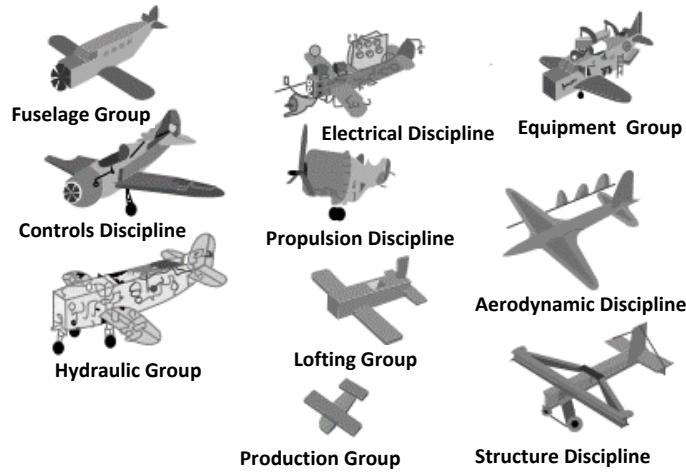 Fuselage Group
Electrical Discipline
Equipment Group
Controls Discipline
Propulsion Discipline
Aerodynamic Discipline
Hydraulic Group
Lofting Group
Production Group
Structure Discipline